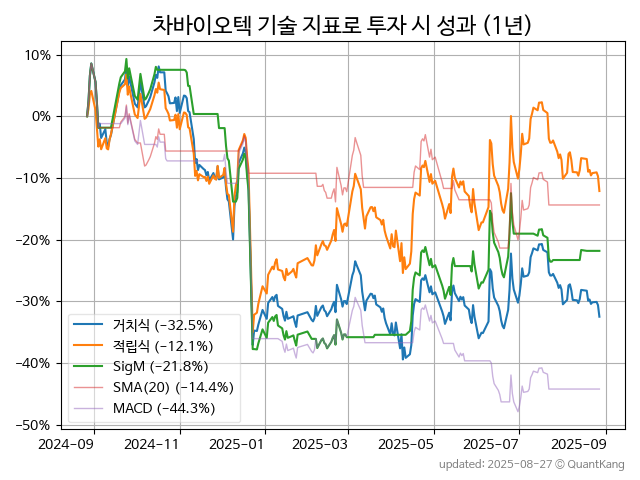 차바이오텍 기술 지표로 투자 시 성과 (1년)
10%
0%
−10%
−20%
−30%
−40%
−50%
거치식 (−32.5%)
적립식 (−12.1%)
SigM (−21.8%)
SMA(20) (−14.4%)
MACD (−44.3%)
2024-09
2024-11
2025-01
2025-03
2025-05
2025-07
2025-09
updated: 2025-08-27 © QuantKang